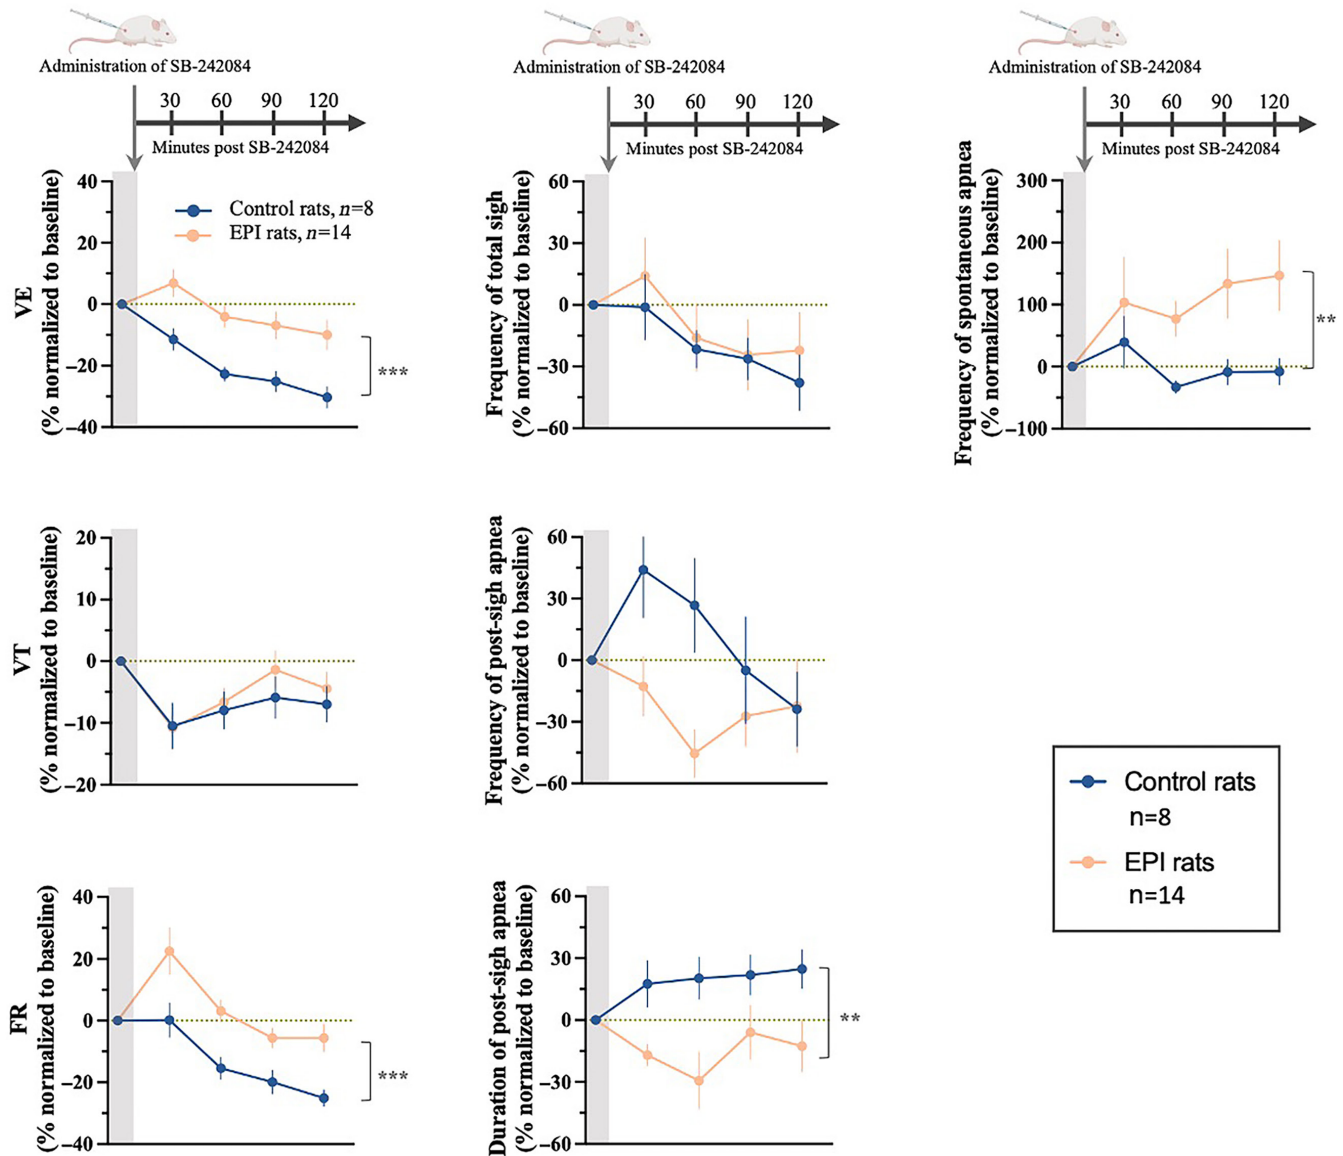 Administration of SB-242084
30 60 90 120
Minutes post SB-242084
Administration of SB-242084
30 60 90 120
Minutes post SB-242084
Administration of SB-242084
30 60 90 120
Minutes post SB-242084
VE
(% normalized to baseline)
40
20
0
−20
−40
Control rats, n=8
EPI rats, n=14
***
Frequency of total sigh
(% normalized to baseline)
60
30
0
−30
−60
Frequency of spontaneous apnea
(% normalized to baseline)
300
200
100
0
−100
**
VT
(% normalized to baseline)
20
10
0
−10
−20
Frequency of post-sigh apnea
(% normalized to baseline)
60
30
0
−30
−60
Control rats
n=8
EPI rats
n=14
FR
(% normalized to baseline)
40
20
0
−20
−40
***
Duration of post-sigh apnea
(% normalized to baseline)
60
30
0
−30
−60
**